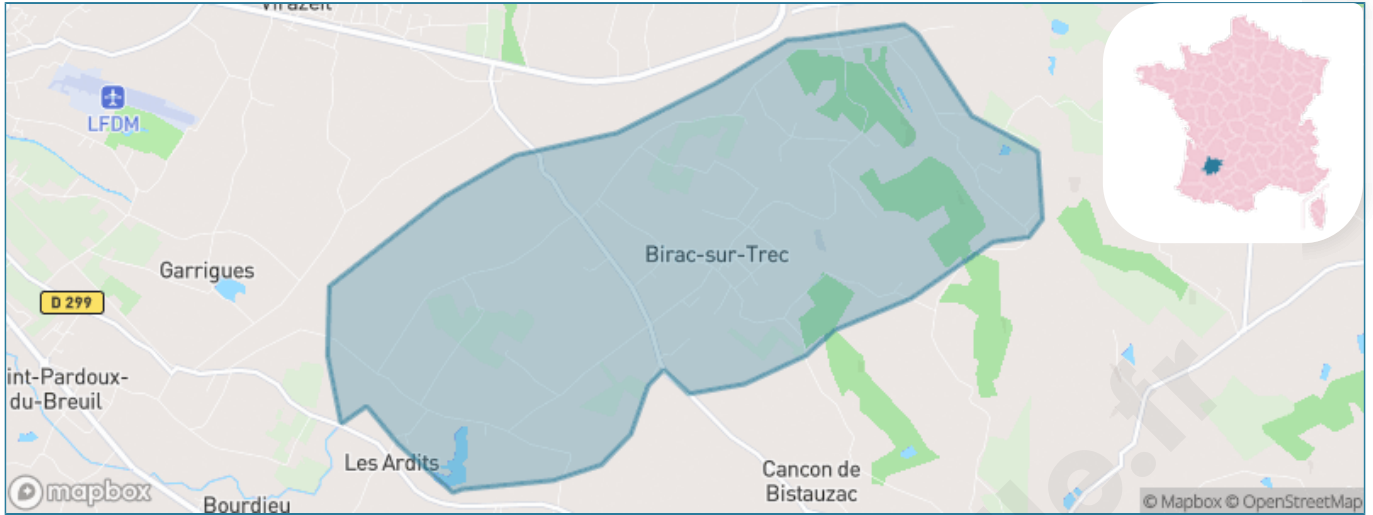 Virazeil
LFDM
Birac-sur-Trec
Garrigues
D 299
int-Pardoux-
du-Breuil
Les Ardits
Cancon de
Bistauzac
Bourdieu
mapbox
© Mapbox © OpenStreetMap